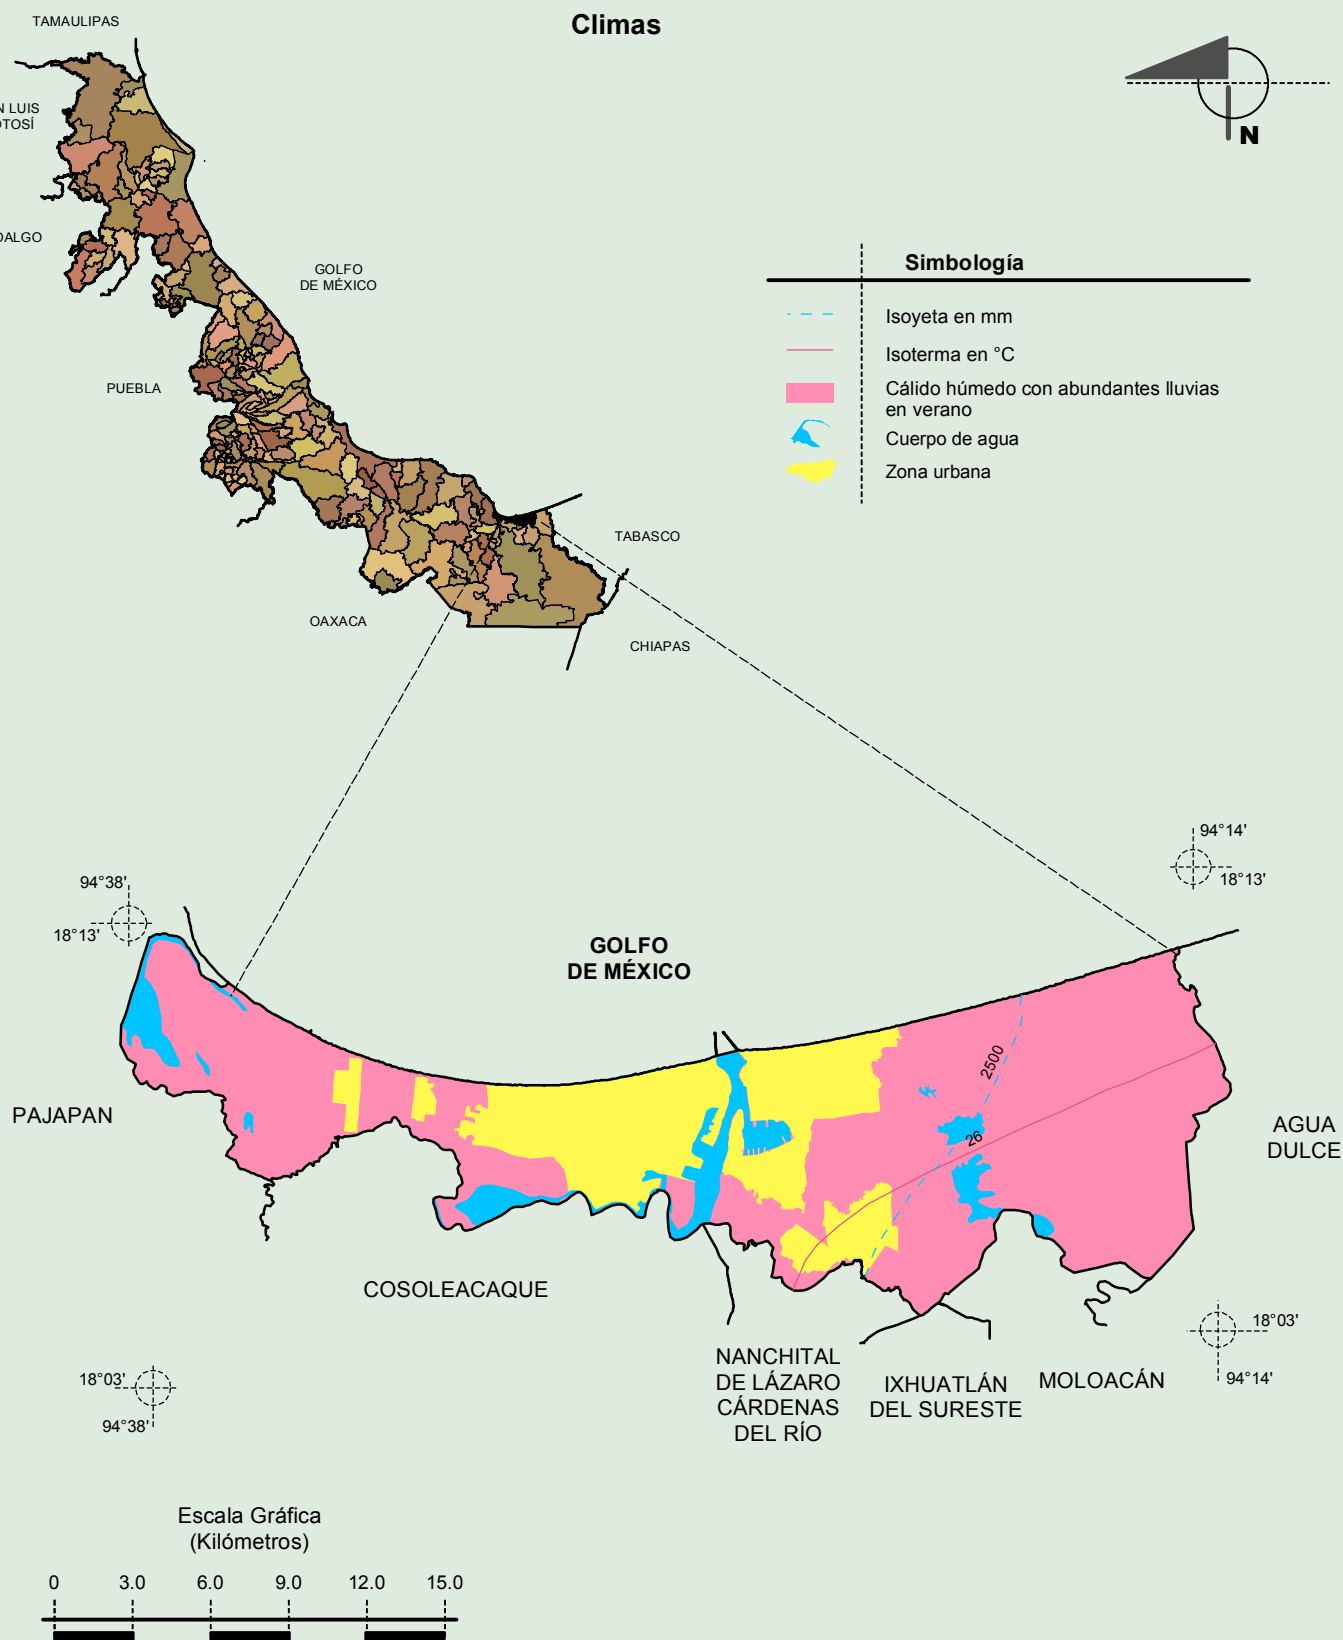 Climas
TAMAULIPAS
N LUIS
OTOSÍ
DALGO
GOLFO
DE MÉXICO
PUEBLA
TABASCO
OAXACA
CHIAPAS
N
Simbología
Isoyeta en mm
Isoterma en °C
Cálido húmedo con abundantes lluvias
en verano
Cuerpo de agua
Zona urbana
94°14'
18°13'
94°38'
18°13'
GOLFO
DE MÉXICO
2500
26
PAJAPAN
AGUA
DULCE
COSOLEACAQUE
NANCHITAL
DE LÁZARO
CÁRDENAS
DEL RÍO
IXHUATLÁN
DEL SURESTE
MOLOACÁN
18°03'
94°14'
18°03'
94°38'
Escala Gráfica
(Kilómetros)
0 3.0 6.0 9.0 12.0 15.0